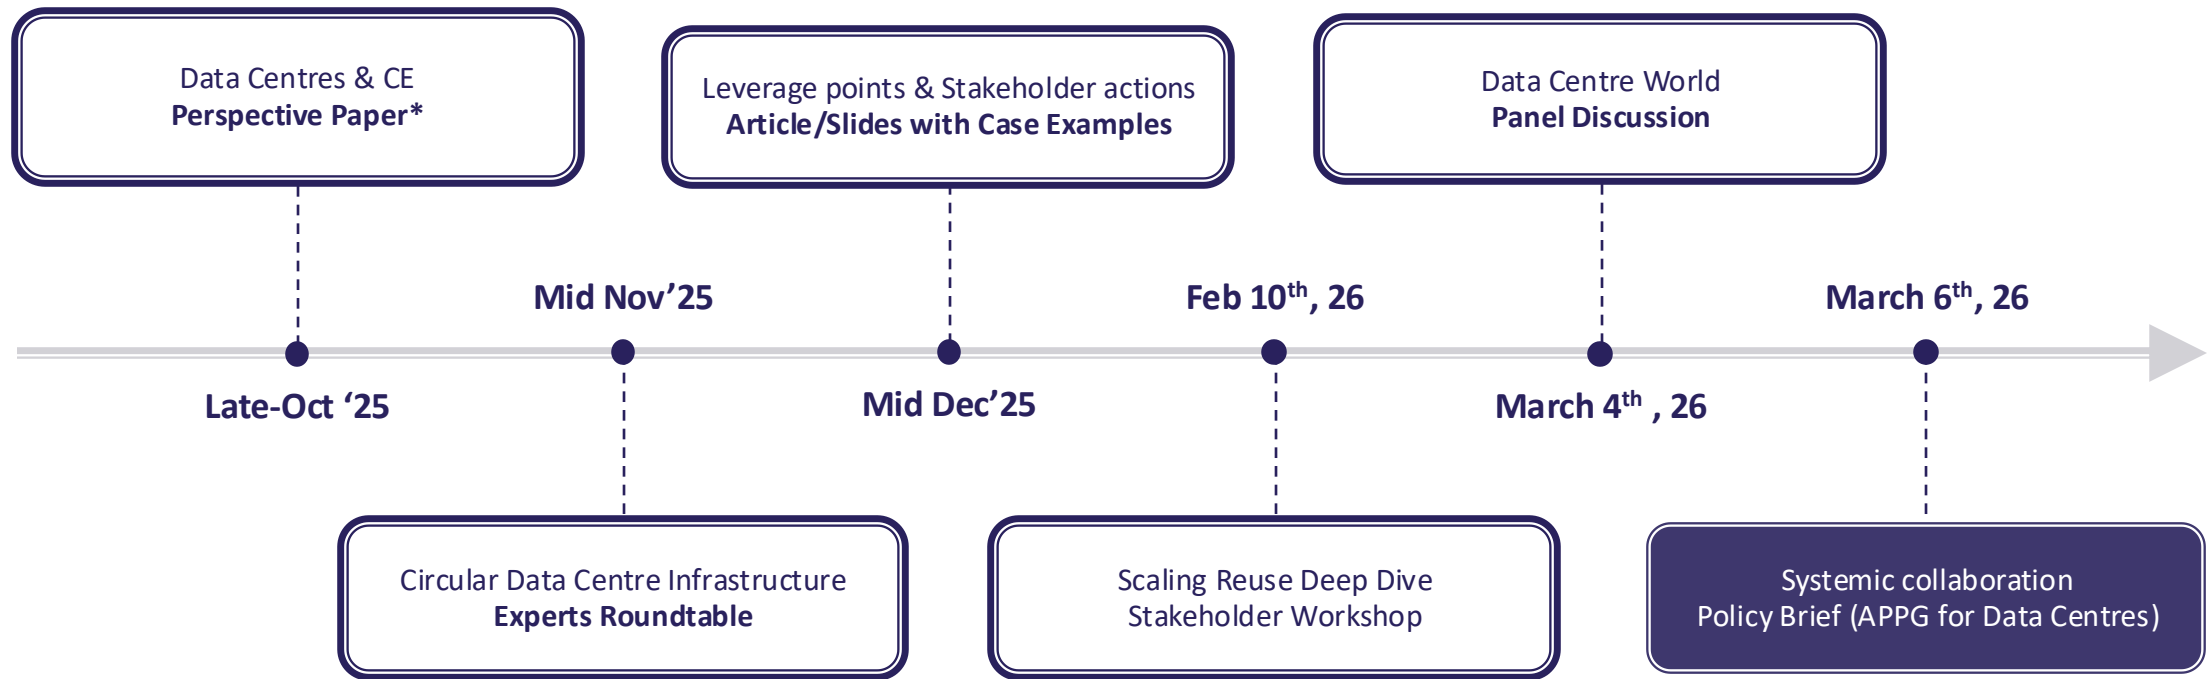 Data Centres & CE
Perspective Paper*
Leverage points & Stakeholder actions
Article/Slides with Case Examples
Data Centre World
Panel Discussion
Mid Nov’25
Feb 10th, 26
March 6th, 26
Late-Oct ‘25
Mid Dec’25
March 4th , 26
Circular Data Centre Infrastructure
Experts Roundtable
Scaling Reuse Deep Dive
Stakeholder Workshop
Systemic collaboration
Policy Brief (APPG for Data Centres)